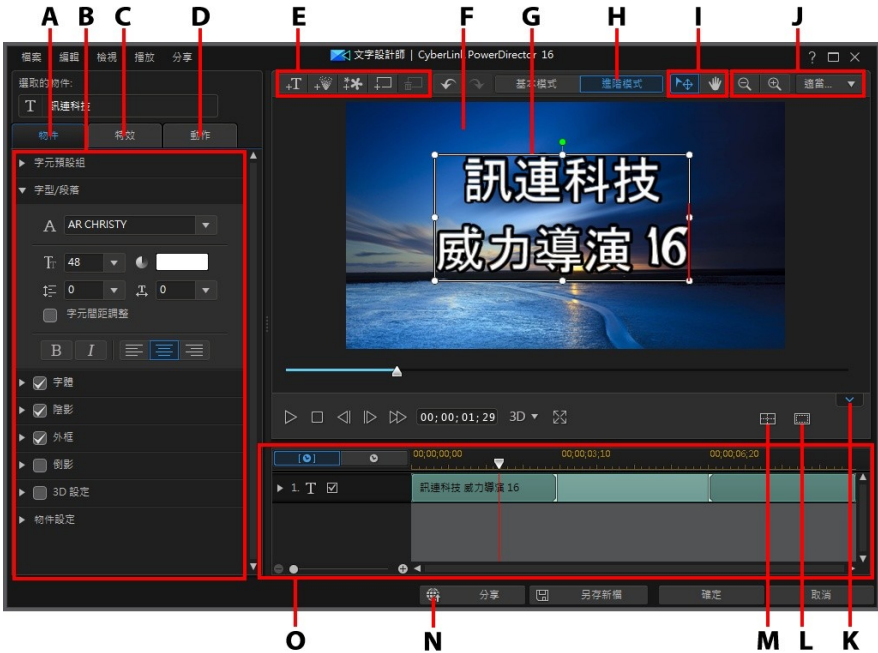 A B C D E F G H I J
檔案 編輯 檢視 播放 分享
文字設計師 | CyberLink PowerDirector 16
? 
選取的物件:
T 訊連科技
物件 特效 動作
+T
基本模式 進階模式
適當...
字元預設組
字型/段落
A AR CHRISTY
48
0 0
字元間距調整
B I
字體
陰影
外框
倒影
3D 設定
物件設定
訊連科技
威力導演 16
00;00;01;29 3D
00;00;00;00 00;00;03;10 00;00;06;20
1. T 訊連科技 威力導演 16
分享 另存新檔 確定 取消
O N M L K